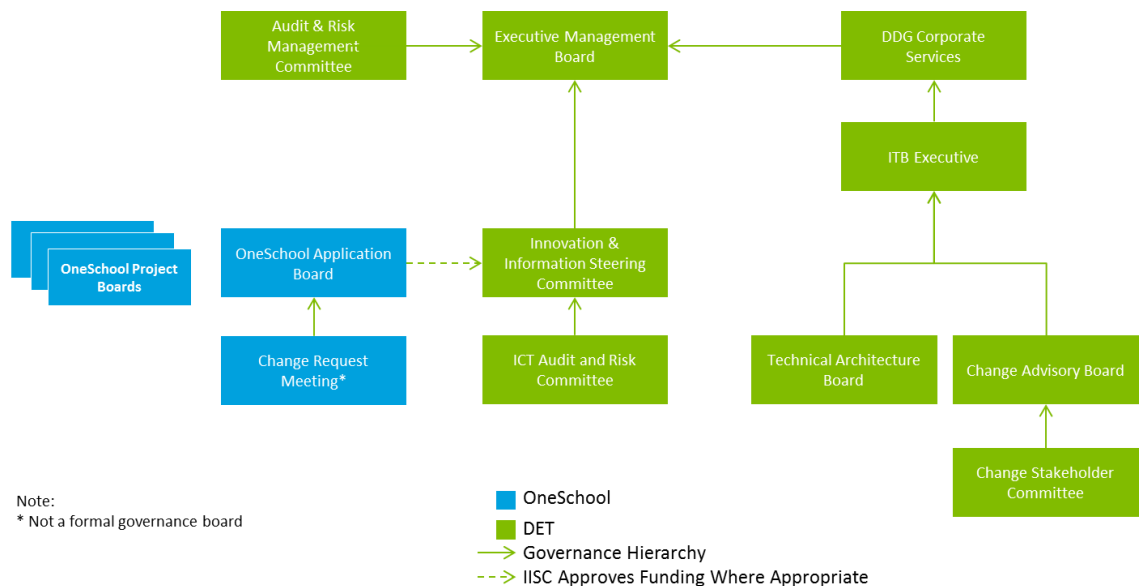 Audit & Risk
Management
Committee
Executive Management
Board
DDG Corporate
Services
ITB Executive
OneSchool Project
Boards
OneSchool Application
Board
Innovation &
Information Steering
Committee
Change Request
Meeting*
ICT Audit and Risk
Committee
Technical Architecture
Board
Change Advisory Board
Change Stakeholder
Committee
Note:
* Not a formal governance board
OneSchool
DET
Governance Hierarchy
IISC Approves Funding Where Appropriate